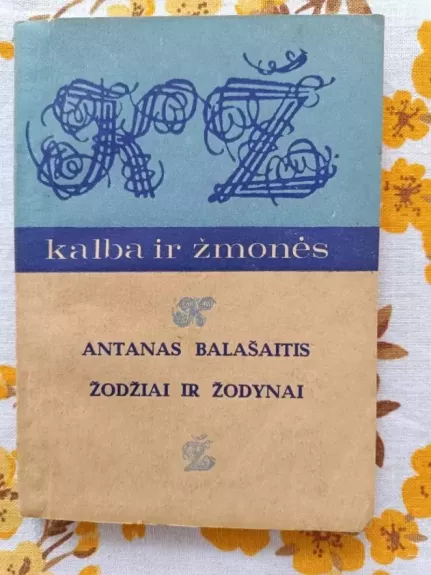 K Ž
kalba ir žmonės
K
ANTANAS BALAŠAITIS
ŽODŽIAI IR ŽODYNAI
Ž